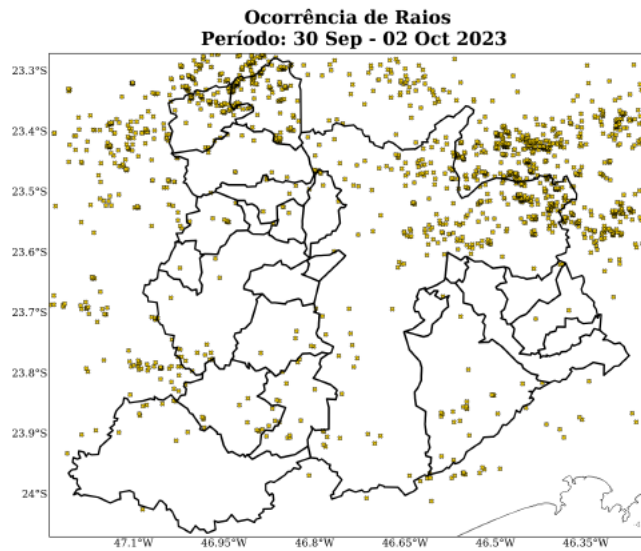 Ocorrência de Raios
Período: 30 Sep - 02 Oct 2023
23.3°S
23.4°S
23.5°S
23.6°S
23.7°S
23.8°S
23.9°S
24°S
47.1°W
46.95°W
46.8°W
46.65°W
46.5°W
46.35°W